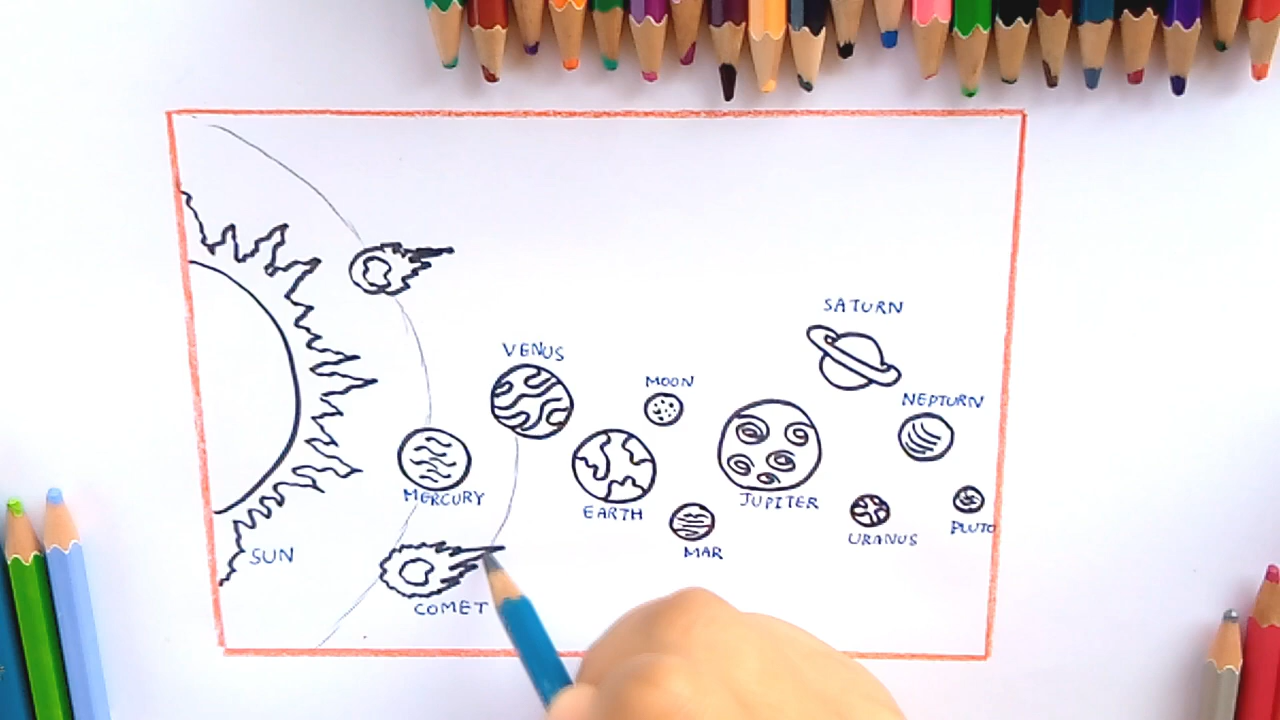 SATURN
VENUS
MOON
NEPTURN
MERCURY
JUPITER
EARTH
PLUTO
URANUS
MAR
SUN
COMET